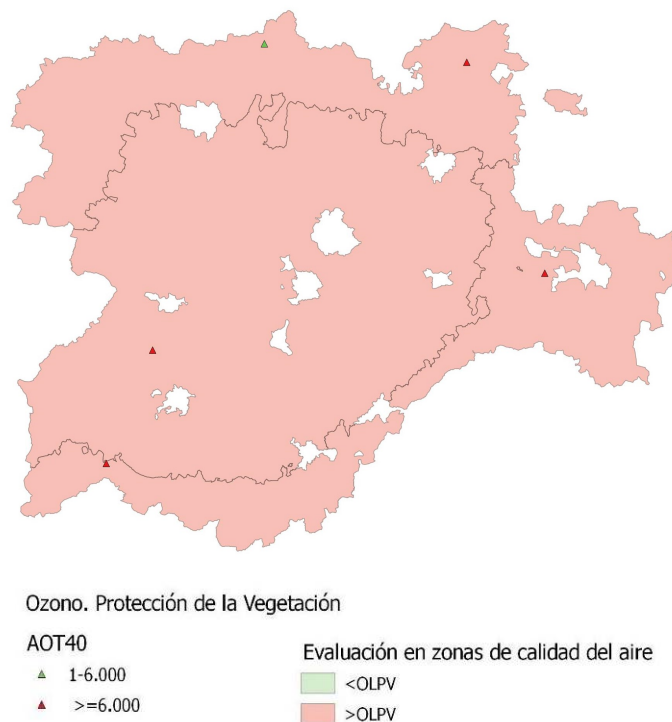 Ozono. Protección de la Vegetación
AOT40
1-6.000
>=6.000
Evaluación en zonas de calidad del aire
<OLPV
>OLPV